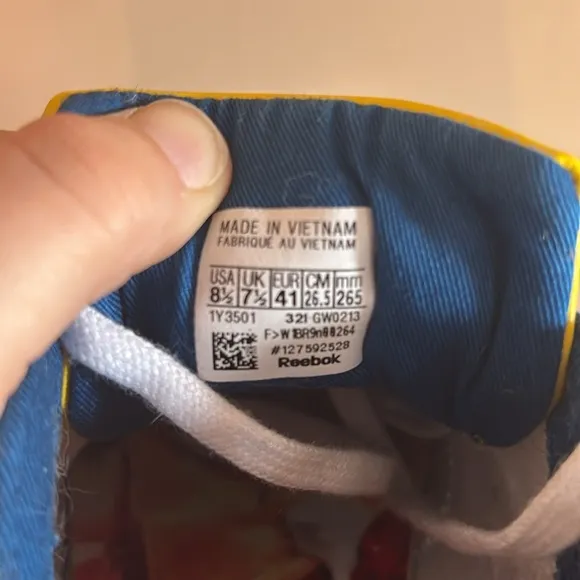 MADE IN VIETNAM
FABRIQUÉ AU VIETNAM
USA UK EUR CM mm
8½ 7½ 41 26.5 265
1Y3501 321 GW0213
#127592528
Reebok